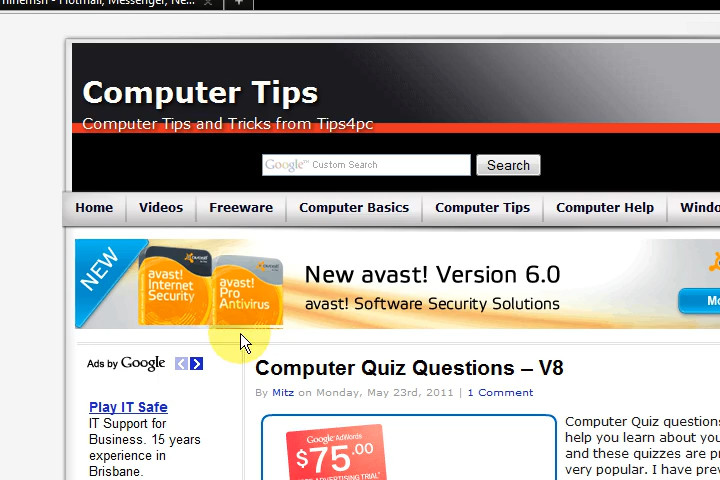 Hotmail, Messenger, Ne...
Computer Tips
Computer Tips and Tricks from Tips4pc
Google™ Custom Search
Search
Home Videos Freeware Computer Basics Computer Tips Computer Help Windo
NEW
avast! Internet Security
avast! Pro Antivirus
New avast! Version 6.0
avast! Software Security Solutions
Mo
Ads by Google
Computer Quiz Questions – V8
By Mitz on Monday, May 23rd, 2011 | 1 Comment
Play IT Safe
IT Support for
Business. 15 years
experience in
Brisbane.
Google AdWords
$75.00
Computer Quiz questions
help you learn about you
and these quizzes are pr
very popular. I have prev